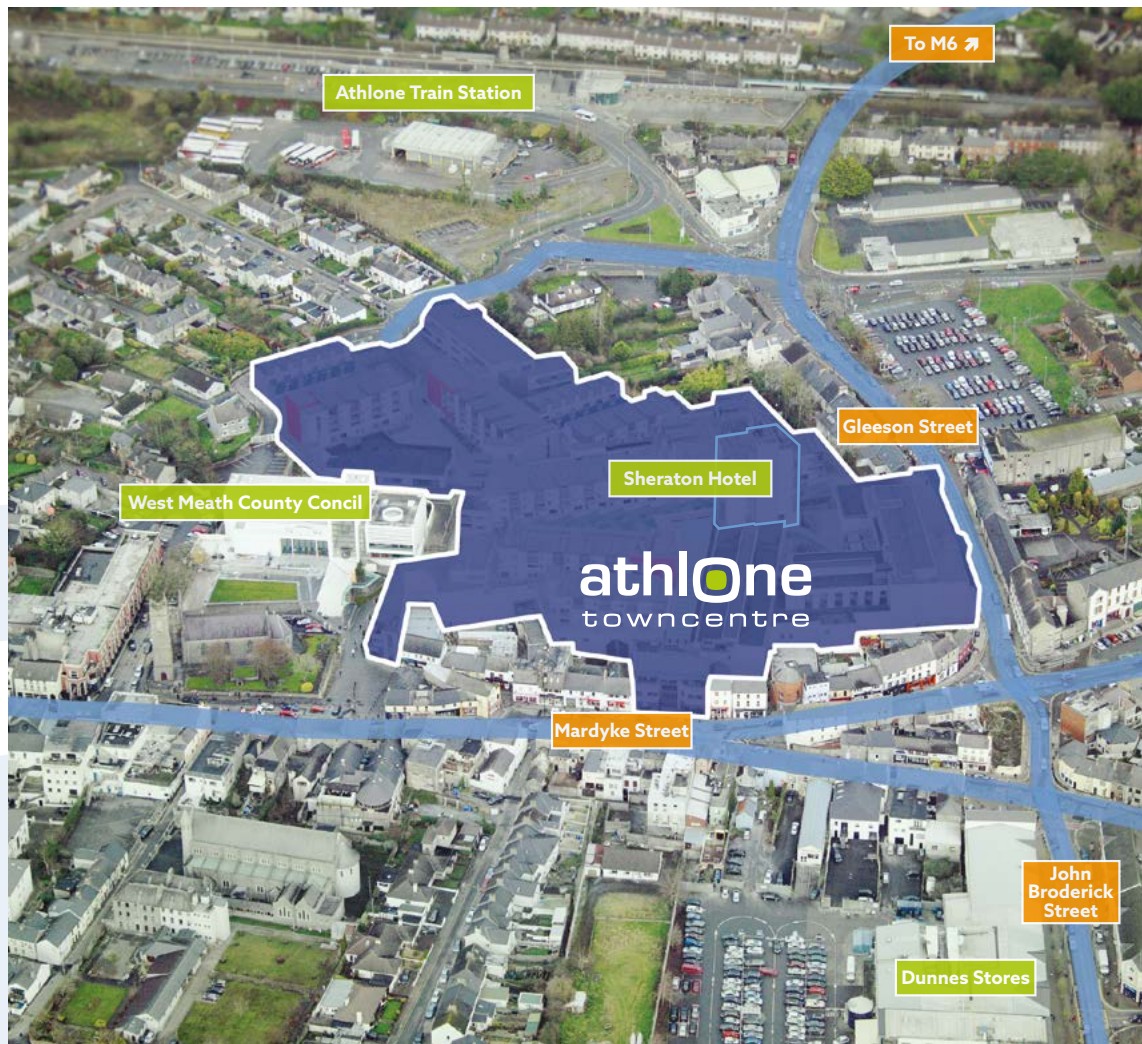 To M6
Athlone Train Station
Gleeson Street
Sheraton Hotel
West Meath County Concil
athlone
towncentre
Mardyke Street
John
Broderick
Street
Dunnes Stores